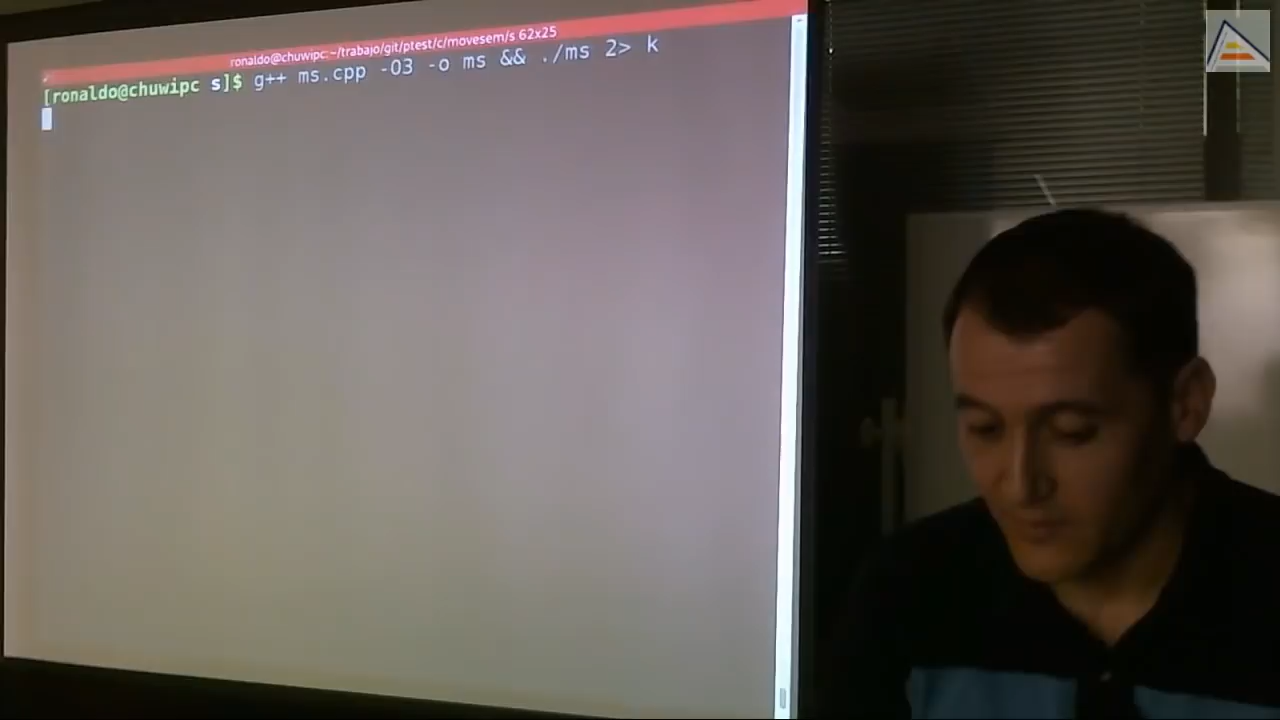 ronaldo@chuwipc:~/trabajo/git/ptest/c/movesem/s 62x25
[ronaldo@chuwipc s]$ g++ ms.cpp -O3 -o ms && ./ms 2> k